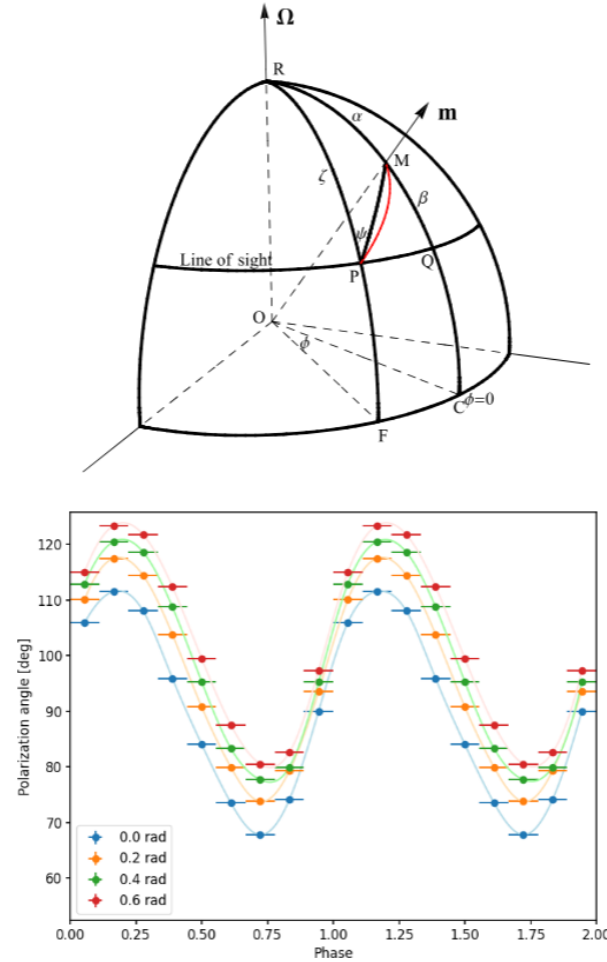 Ω
R
α
m
M
ζ
β
ψ
Line of sight
P
Q
O
ϕ
C ϕ=0
F
120
110
100
90
80
70
60
Polarization angle [deg]
0.0 rad
0.2 rad
0.4 rad
0.6 rad
0.00 0.25 0.50 0.75 1.00 1.25 1.50 1.75 2.00
Phase